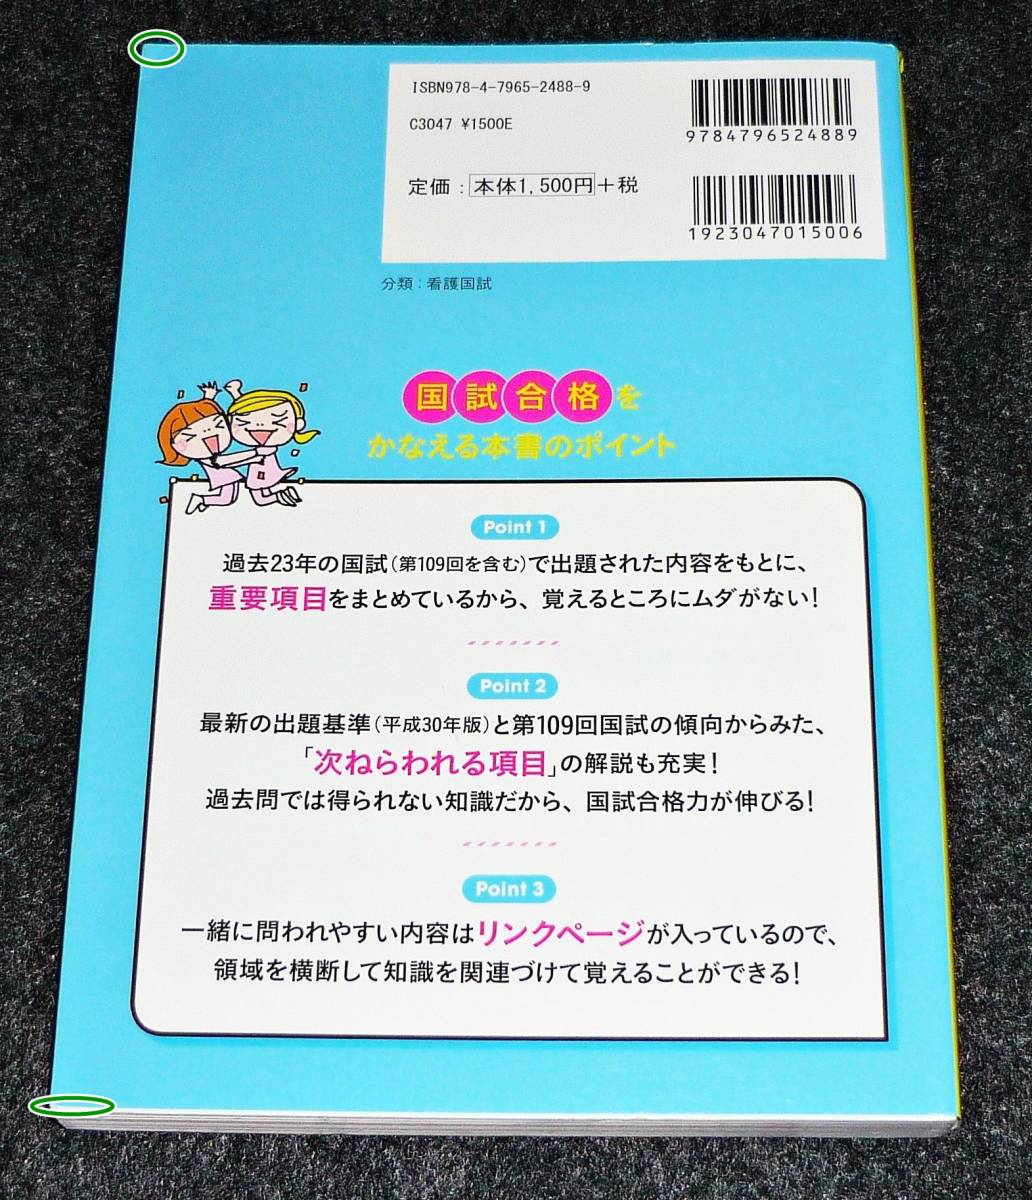 ISBN978-4-7965-2488-9
C3047 ¥1500E
9784796524889
定価:本体1,500円+税
1923047015006
分類:看護国試
国試合格を
かなえる本書のポイント
Point 1
過去23年の国試(第109回を含む)で出題された内容をもとに、
重要項目をまとめているから、覚えるところにムダがない!
Point 2
最新の出題基準(平成30年版)と第109回国試の傾向からみた、
「次ねらわれる項目」の解説も充実!
過去問では得られない知識だから、国試合格力が伸びる!
Point 3
一緒に問われやすい内容はリンクページが入っているので、
領域を横断して知識を関連づけて覚えることができる!